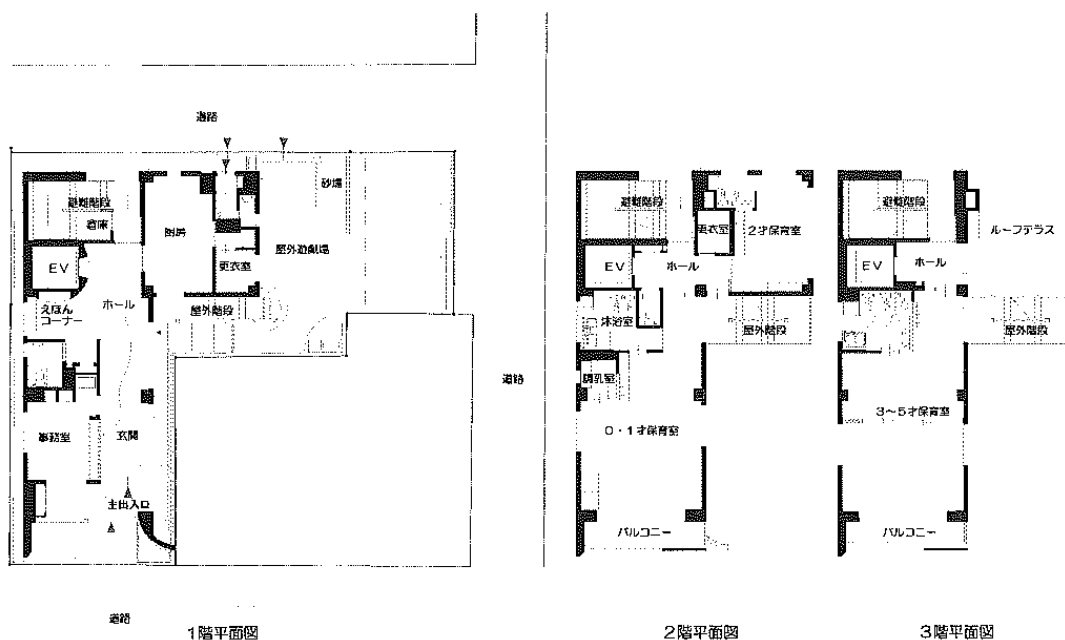 道路
砂場
避難階段
倉庫
厨房
屋外遊戯場
EV
更衣室
えほん
コーナー
ホール
屋外階段
事務室
玄関
主出入口
道路
道路
1階平面図
避難階段
更衣室
2才保育室
EV
ホール
沐浴室
屋外階段
調乳室
0・1才保育室
バルコニー
2階平面図
避難階段
ルーフテラス
EV
ホール
屋外階段
3~5才保育室
バルコニー
3階平面図